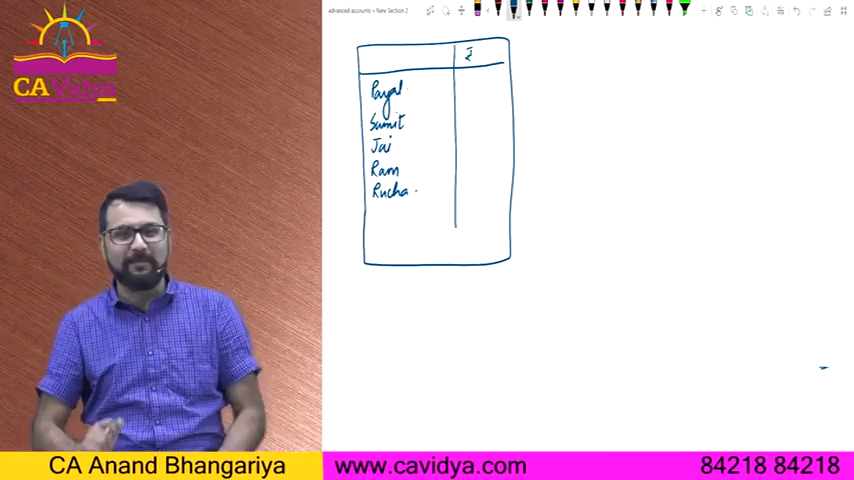 advanced accounts » New Section 2
CA Vidya
₹
Payal
Sumit
Jai
Ram
Rucha
CA Anand Bhangariya
www.cavidya.com
84218 84218